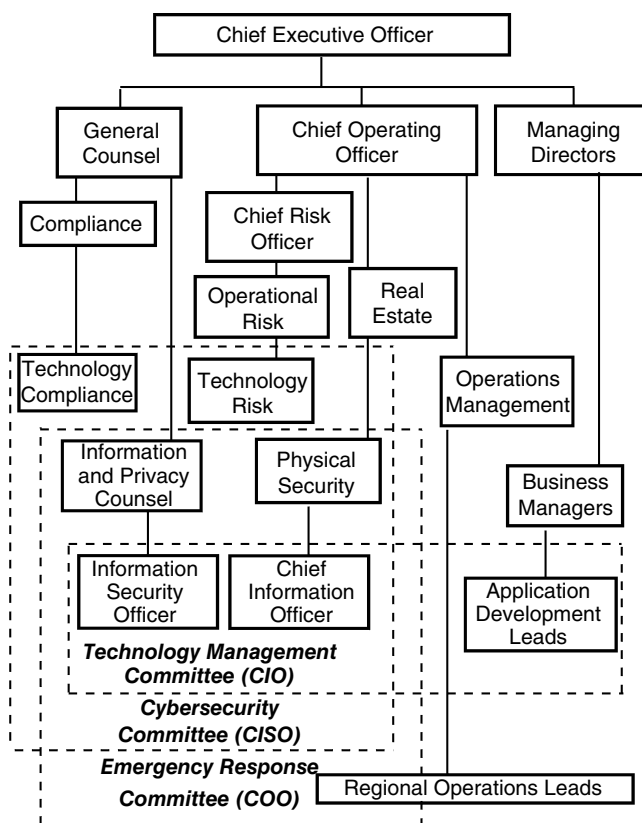 Chief Executive Officer
General
Counsel
Chief Operating
Officer
Managing
Directors
Compliance
Chief Risk
Officer
Operational
Risk
Real
Estate
Technology
Compliance
Technology
Risk
Operations
Management
Information
and Privacy
Counsel
Physical
Security
Business
Managers
Information
Security
Officer
Chief
Information
Officer
Application
Development
Leads
Technology Management
Committee (CIO)
Cybersecurity
Committee (CISO)
Emergency Response
Committee (COO)
Regional Operations Leads